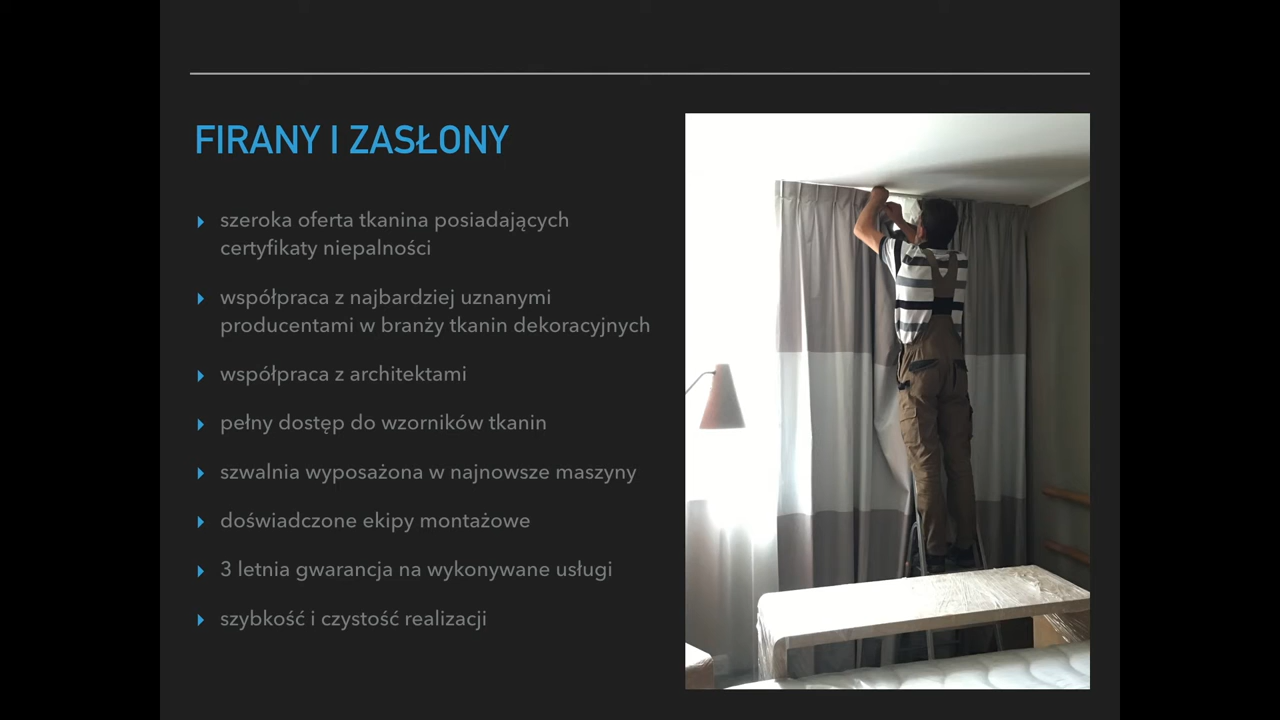 FIRANY I ZASŁONY
szeroka oferta tkanina posiadających
certyfikaty niepalności
współpraca z najbardziej uznanymi
producentami w branży tkanin dekoracyjnych
współpraca z architektami
pełny dostęp do wzorników tkanin
szwalnia wyposażona w najnowsze maszyny
doświadczone ekipy montażowe
3 letnia gwarancja na wykonywane usługi
szybkość i czystość realizacji